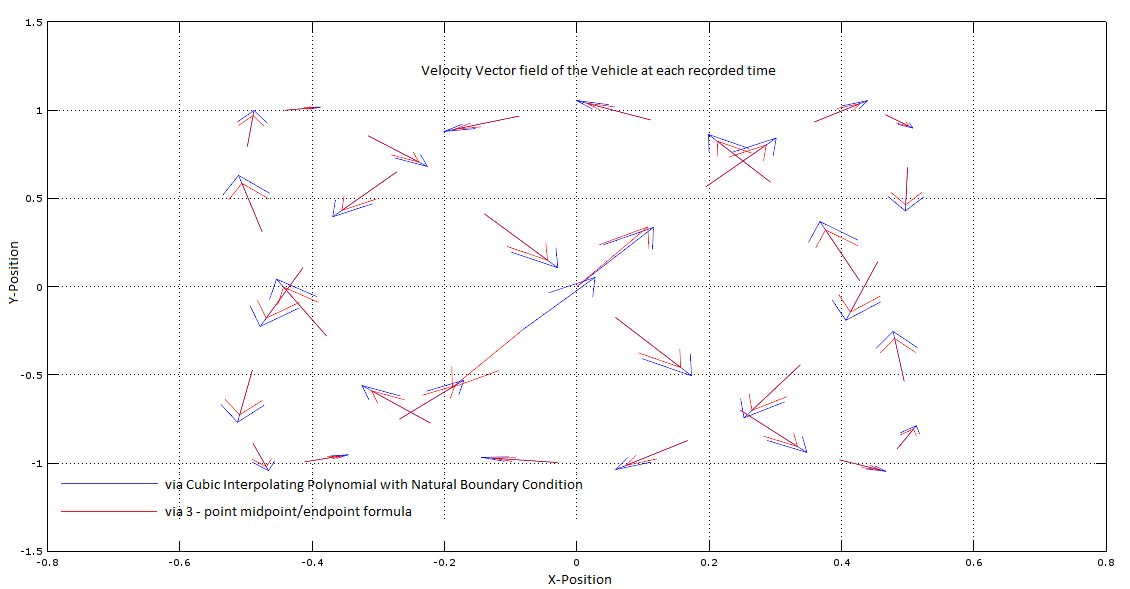 1.5
Velocity Vector field of the Vehicle at each recorded time
1
0.5
Y-Position
0
-0.5
-1
via Cubic Interpolating Polynomial with Natural Boundary Condition
via 3 - point midpoint/endpoint formula
-1.5
-0.8 -0.6 -0.4 -0.2 0 0.2 0.4 0.6 0.8
X-Position